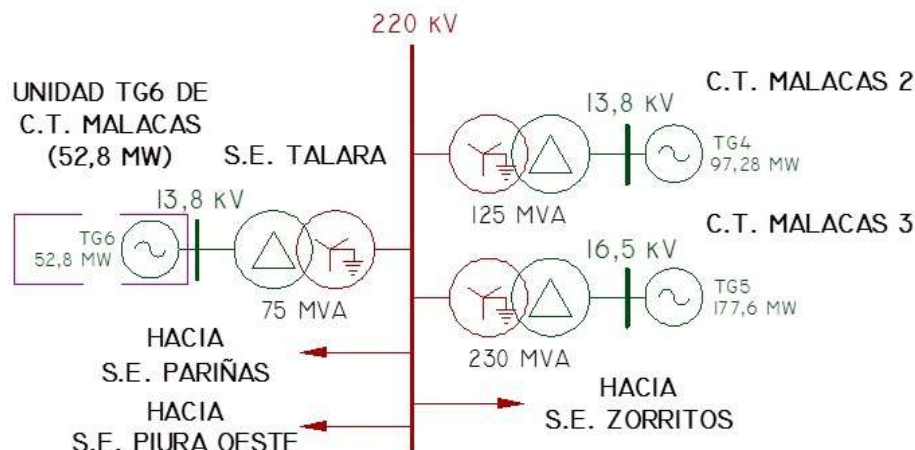 220 KV
UNIDAD TG6 DE
C.T. MALACAS
(52,8 MW)
S.E. TALARA
13,8 KV
TG6
52,8 MW
75 MVA
C.T. MALACAS 2
13,8 KV
TG4
97,28 MW
125 MVA
C.T. MALACAS 3
16,5 KV
TG5
177,6 MW
230 MVA
HACIA
S.E. PARIÑAS
HACIA
S.E. PIURA OESTE
HACIA
S.E. ZORRITOS